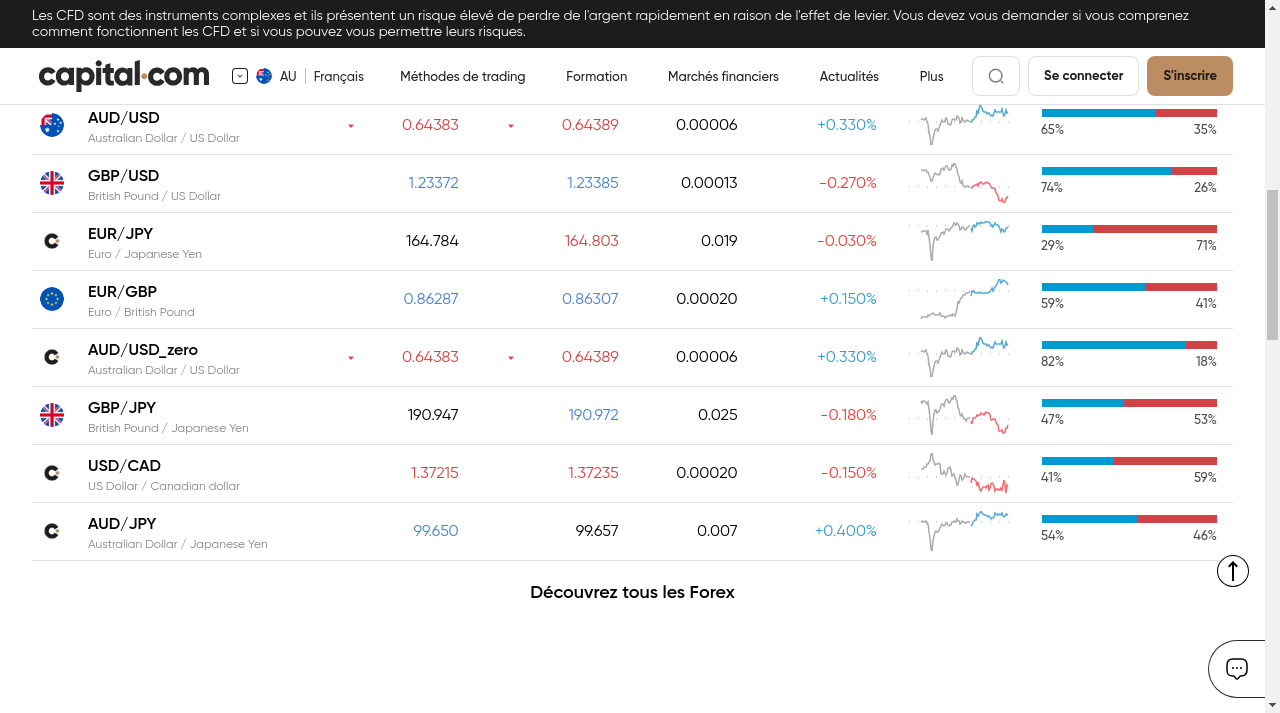 Les CFD sont des instruments complexes et ils présentent un risque élevé de perdre de l'argent rapidement en raison de l'effet de levier. Vous devez vous demander si vous comprenez
comment fonctionnent les CFD et si vous pouvez vous permettre leurs risques.
capital.com AU Français Méthodes de trading Formation Marchés financiers Actualités Plus Se connecter S'inscrire
AUD/USD 0.64383 0.64389 0.00006 +0.330%
Australian Dollar / US Dollar 65% 35%
GBP/USD 1.23372 1.23385 0.00013 -0.270%
British Pound / US Dollar 74% 26%
EUR/JPY 164.784 164.803 0.019 -0.030%
Euro / Japanese Yen 29% 71%
EUR/GBP 0.86287 0.86307 0.00020 +0.150%
Euro / British Pound 59% 41%
AUD/USD_zero 0.64383 0.64389 0.00006 +0.330%
Australian Dollar / US Dollar 82% 18%
GBP/JPY 190.947 190.972 0.025 -0.180%
British Pound / Japanese Yen 47% 53%
USD/CAD 1.37215 1.37235 0.00020 -0.150%
US Dollar / Canadian dollar 41% 59%
AUD/JPY 99.650 99.657 0.007 +0.400%
Australian Dollar / Japanese Yen 54% 46%
Découvrez tous les Forex